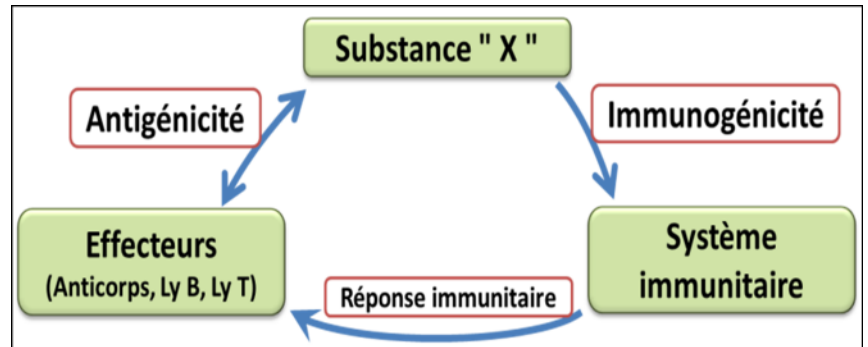 Substance " X "
Antigénicité
Immunogénicité
Effecteurs
(Anticorps, Ly B, Ly T)
Réponse immunitaire
Système
immunitaire